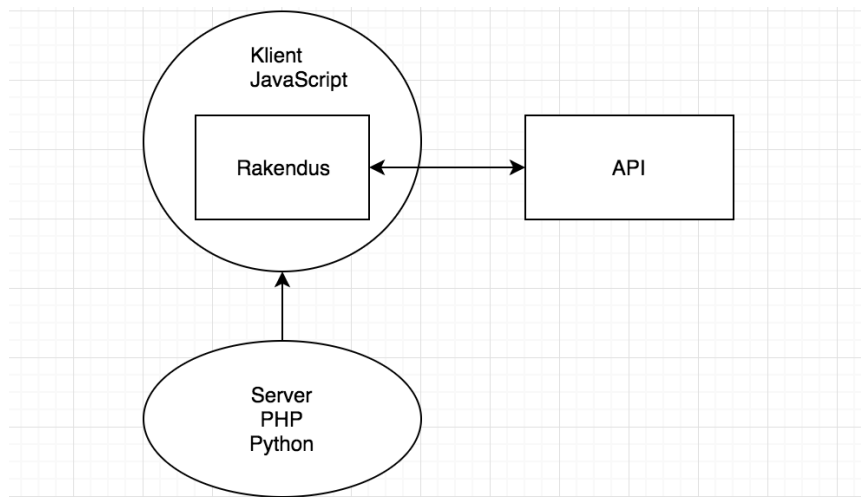 Klient
JavaScript
Rakendus
API
Server
PHP
Python